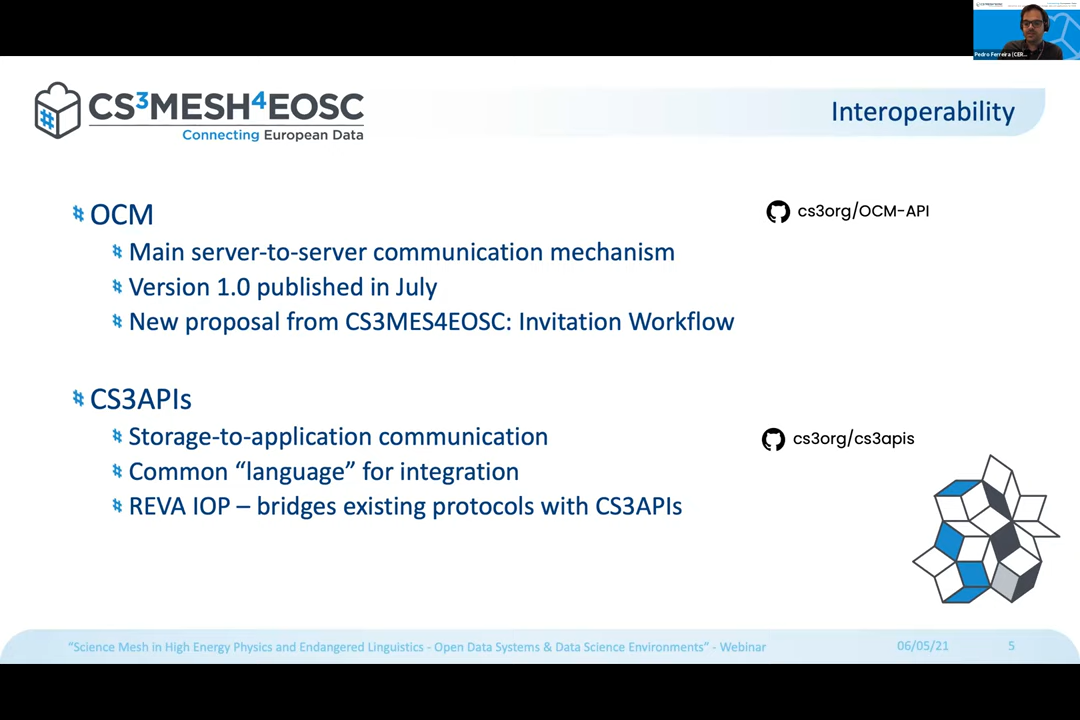 Pedro Ferreira (CER...
CS³MESH⁴EOSC
Connecting European Data
Interoperability
OCM
cs3org/OCM-API
Main server-to-server communication mechanism
Version 1.0 published in July
New proposal from CS3MES4EOSC: Invitation Workflow
CS3APIs
Storage-to-application communication
cs3org/cs3apis
Common “language” for integration
REVA IOP – bridges existing protocols with CS3APIs
“Science Mesh in High Energy Physics and Endangered Linguistics - Open Data Systems & Data Science Environments” - Webinar
06/05/21
5